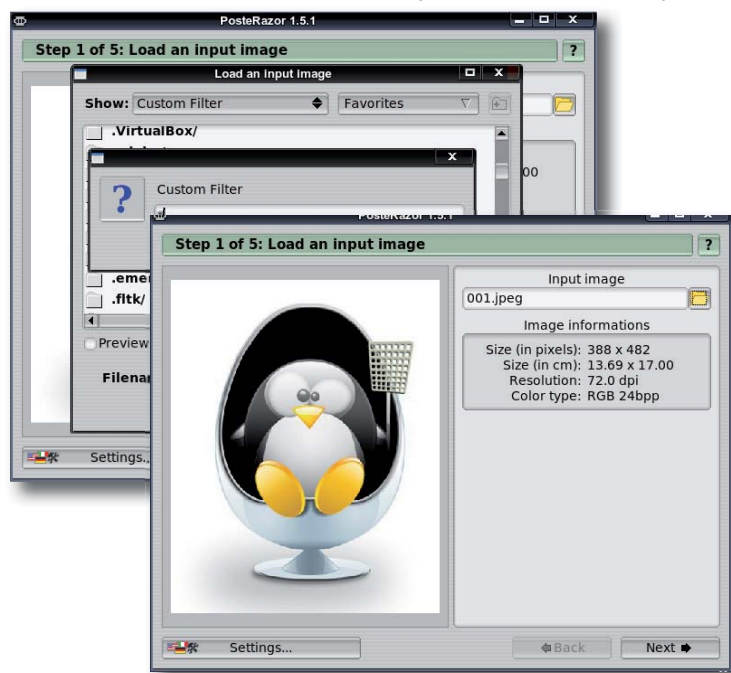 PosteRazor 1.5.1
Step 1 of 5: Load an input image
?
Load an Input Image
Show: Custom Filter Favorites
.VirtualBox/
00
? Custom Filter
.eme
.fltk/
Preview
Filena
Settings..
PosteRazor 1.5.1
Step 1 of 5: Load an input image
?
Input image
001.jpeg
Image informations
Size (in pixels): 388 x 482
Size (in cm): 13.69 x 17.00
Resolution: 72.0 dpi
Color type: RGB 24bpp
Settings...
Back Next